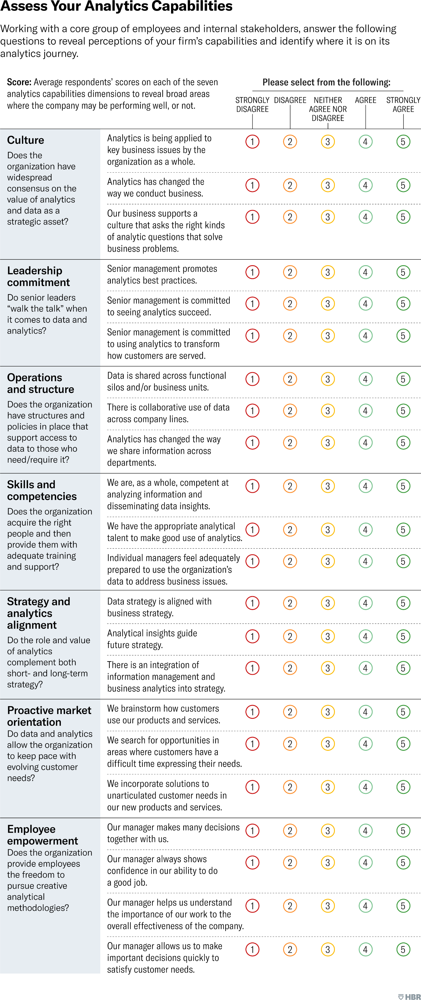 Assess Your Analytics Capabilities
Working with a core group of employees and internal stakeholders, answer the following
questions to reveal perceptions of your firm’s capabilities and identify where it is on its
analytics journey.
Score: Average respondents’ scores on each of the seven
analytics capabilities dimensions to reveal broad areas
where the company may be performing well, or not.
Please select from the following:
STRONGLY
DISAGREE
DISAGREE
NEITHER
AGREE NOR
DISAGREE
AGREE
STRONGLY
AGREE
Culture
Does the
organization have
widespread
consensus on the
value of analytics
and data as a
strategic asset?
Analytics is being applied to
key business issues by the
organization as a whole.
1 2 3 4 5
Analytics has changed the
way we conduct business.
1 2 3 4 5
Our business supports a
culture that asks the right kinds
of analytic questions that solve
business problems.
1 2 3 4 5
Leadership
commitment
Do senior leaders
“walk the talk” when
it comes to data and
analytics?
Senior management promotes
analytics best practices.
1 2 3 4 5
Senior management is committed
to seeing analytics succeed.
1 2 3 4 5
Senior management is committed
to using analytics to transform
how customers are served.
1 2 3 4 5
Operations
and structure
Does the organization
have structures and
policies in place that
support access to
data to those who
need/require it?
Data is shared across functional
silos and/or business units.
1 2 3 4 5
There is collaborative use of data
across company lines.
1 2 3 4 5
Analytics has changed the way
we share information across
departments.
1 2 3 4 5
Skills and
competencies
Does the organization
acquire the right
people and then
provide them with
adequate training
and support?
We are, as a whole, competent at
analyzing information and
disseminating data insights.
1 2 3 4 5
We have the appropriate analytical
talent to make good use of analytics.
1 2 3 4 5
Individual managers feel adequately
prepared to use the organization’s
data to address business issues.
1 2 3 4 5
Strategy and
analytics
alignment
Do the role and value
of analytics
complement both
short- and long-term
strategy?
Data strategy is aligned with
business strategy.
1 2 3 4 5
Analytical insights guide
future strategy.
1 2 3 4 5
There is an integration of
information management and
business analytics into strategy.
1 2 3 4 5
Proactive market
orientation
Do data and analytics
allow the organization
to keep pace with
evolving customer
needs?
We brainstorm how customers
use our products and services.
1 2 3 4 5
We search for opportunities in
areas where customers have a
difficult time expressing their needs.
1 2 3 4 5
We incorporate solutions to
unarticulated customer needs in
our new products and services.
1 2 3 4 5
Employee
empowerment
Does the organization
provide employees
the freedom to
pursue creative
analytical
methodologies?
Our manager makes many decisions
together with us.
1 2 3 4 5
Our manager always shows
confidence in our ability to do
a good job.
1 2 3 4 5
Our manager helps us understand
the importance of our work to the
overall effectiveness of the company.
1 2 3 4 5
Our manager allows us to make
important decisions quickly to
satisfy customer needs.
1 2 3 4 5
HBR